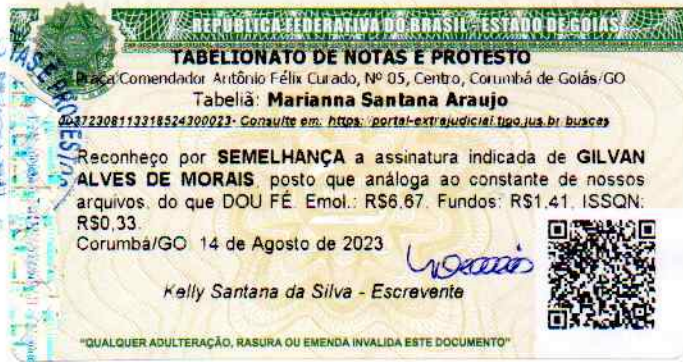 REPÚBLICA FEDERATIVA DO BRASIL - ESTADO DE GOIÁS
TABELIONATO DE NOTAS E PROTESTO
Praça Comendador Antônio Félix Curado, Nº 05, Centro, Corumbá de Goiás/GO
Tabeliã: Marianna Santana Araujo
00372308113318524300023- Consulte em: https://portal-extrajudicial.tjgo.jus.br/buscas
Reconheço por SEMELHANÇA a assinatura indicada de GILVAN
ALVES DE MORAIS, posto que análoga ao constante de nossos
arquivos, do que DOU FÉ. Emol.: R$6,67. Fundos: R$1,41. ISSQN:
R$0,33.
Corumbá/GO 14 de Agosto de 2023
Kelly Santana da Silva - Escrevente
"QUALQUER ADULTERAÇÃO, RASURA OU EMENDA INVALIDA ESTE DOCUMENTO"